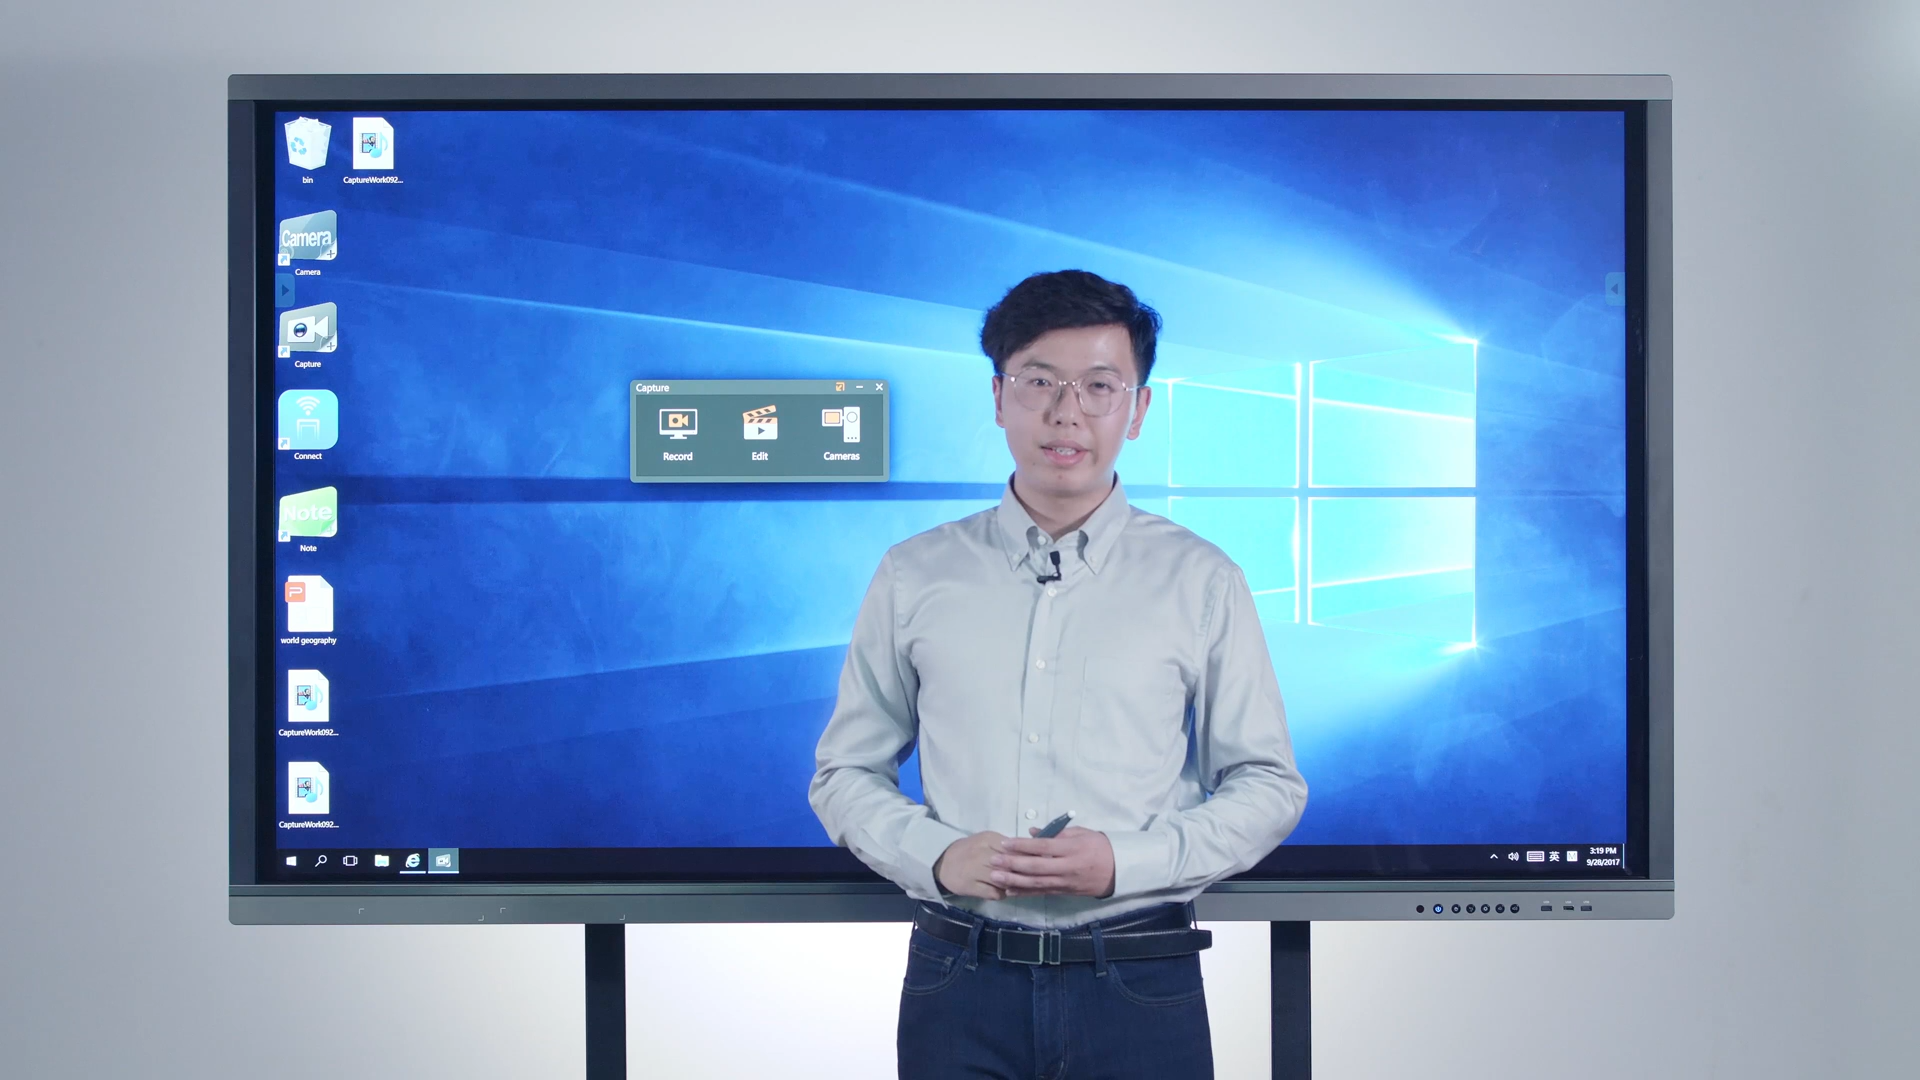 bin
CaptureWork092...
Camera
Camera
Capture
Connect
Note
Note
world geography
CaptureWork092...
CaptureWork092...
Capture
Record
Edit
Cameras
英
3:19 PM
9/28/2017